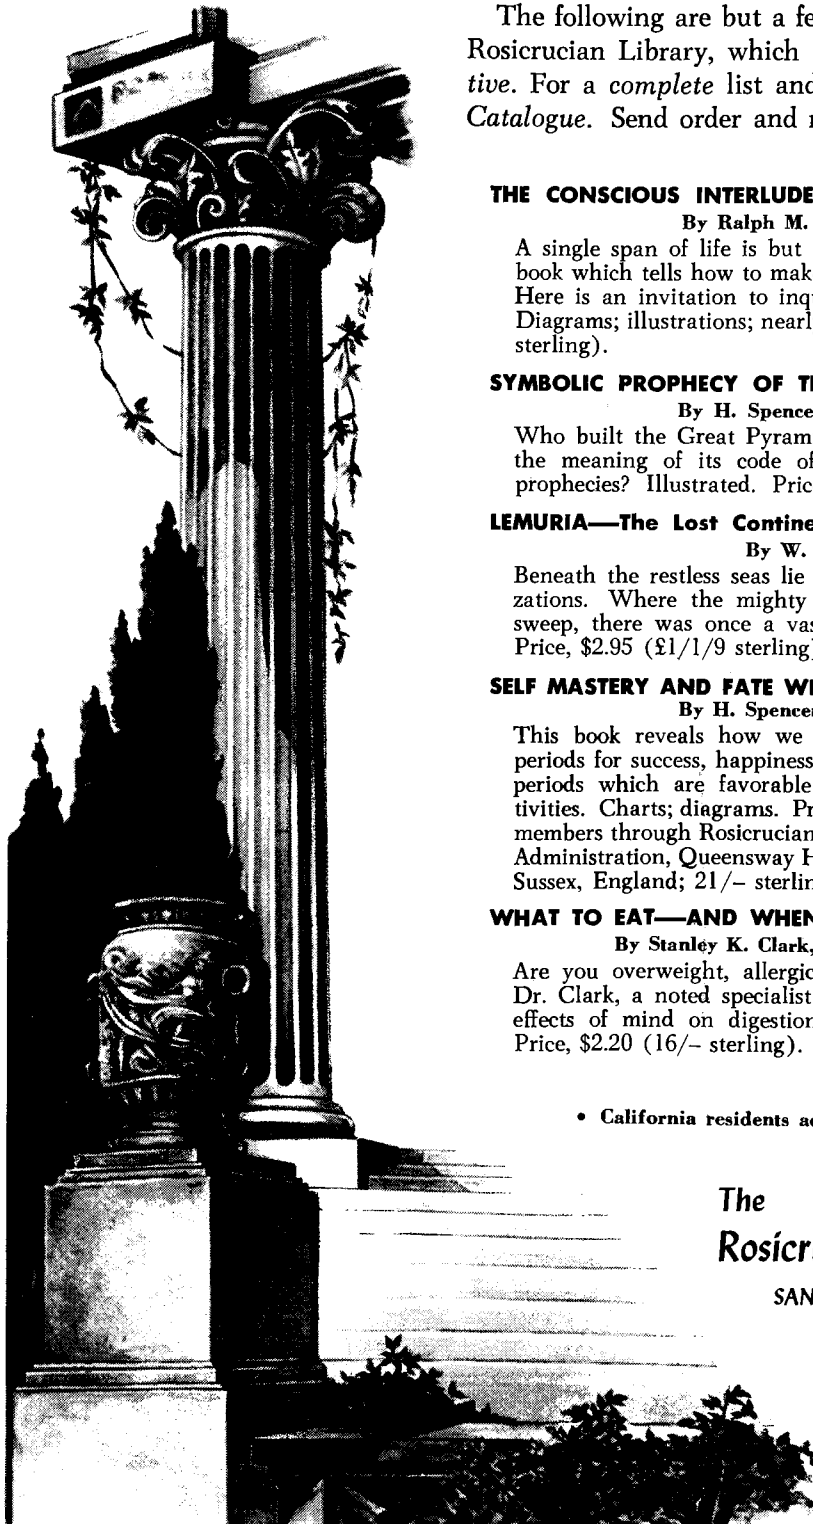 The following are but a fe
Rosicrucian Library, which
tive. For a complete list and
Catalogue. Send order and
THE CONSCIOUS INTERLUDE
By Ralph M.
A single span of life is but
book which tells how to mak
Here is an invitation to inq
Diagrams; illustrations; nearl
sterling).
SYMBOLIC PROPHECY OF T
By H. Spence
Who built the Great Pyram
the meaning of its code of
prophecies? Illustrated. Pric
LEMURIA—The Lost Contine
By W.
Beneath the restless seas lie
zations. Where the mighty
sweep, there was once a vas
Price, $2.95 (£1/1/9 sterling)
SELF MASTERY AND FATE WI
By H. Spencer
This book reveals how we
periods for success, happiness
periods which are favorable
tivities. Charts; diagrams. Pr
members through Rosicrucian
Administration, Queensway H
Sussex, England; 21/– sterlin
WHAT TO EAT—AND WHEN
By Stanley K. Clark,
Are you overweight, allergic
Dr. Clark, a noted specialist
effects of mind on digestion
Price, $2.20 (16/– sterling).
• California residents a
The
Rosicr
SAN